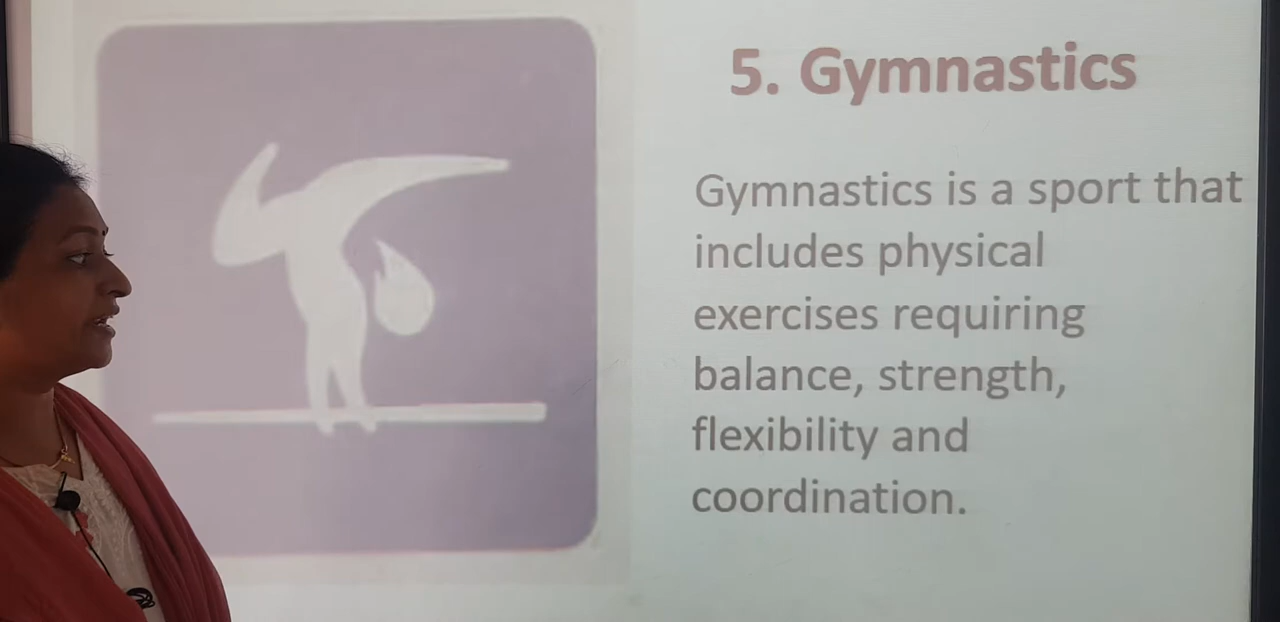 5. Gymnastics
Gymnastics is a sport that
includes physical
exercises requiring
balance, strength,
flexibility and
coordination.